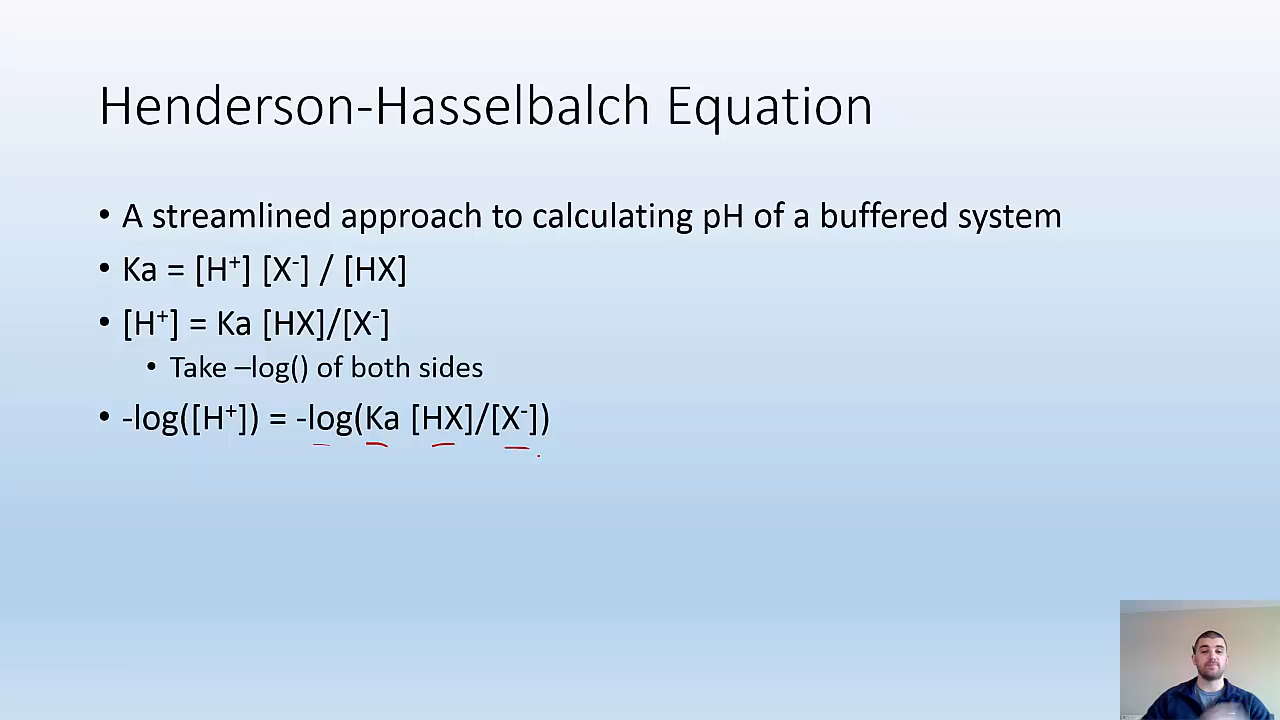 Henderson-Hasselbalch Equation
• A streamlined approach to calculating pH of a buffered system
• Ka = [H⁺] [X⁻] / [HX]
• [H⁺] = Ka [HX]/[X⁻]
• Take –log() of both sides
• -log([H⁺]) = -log(Ka [HX]/[X⁻])